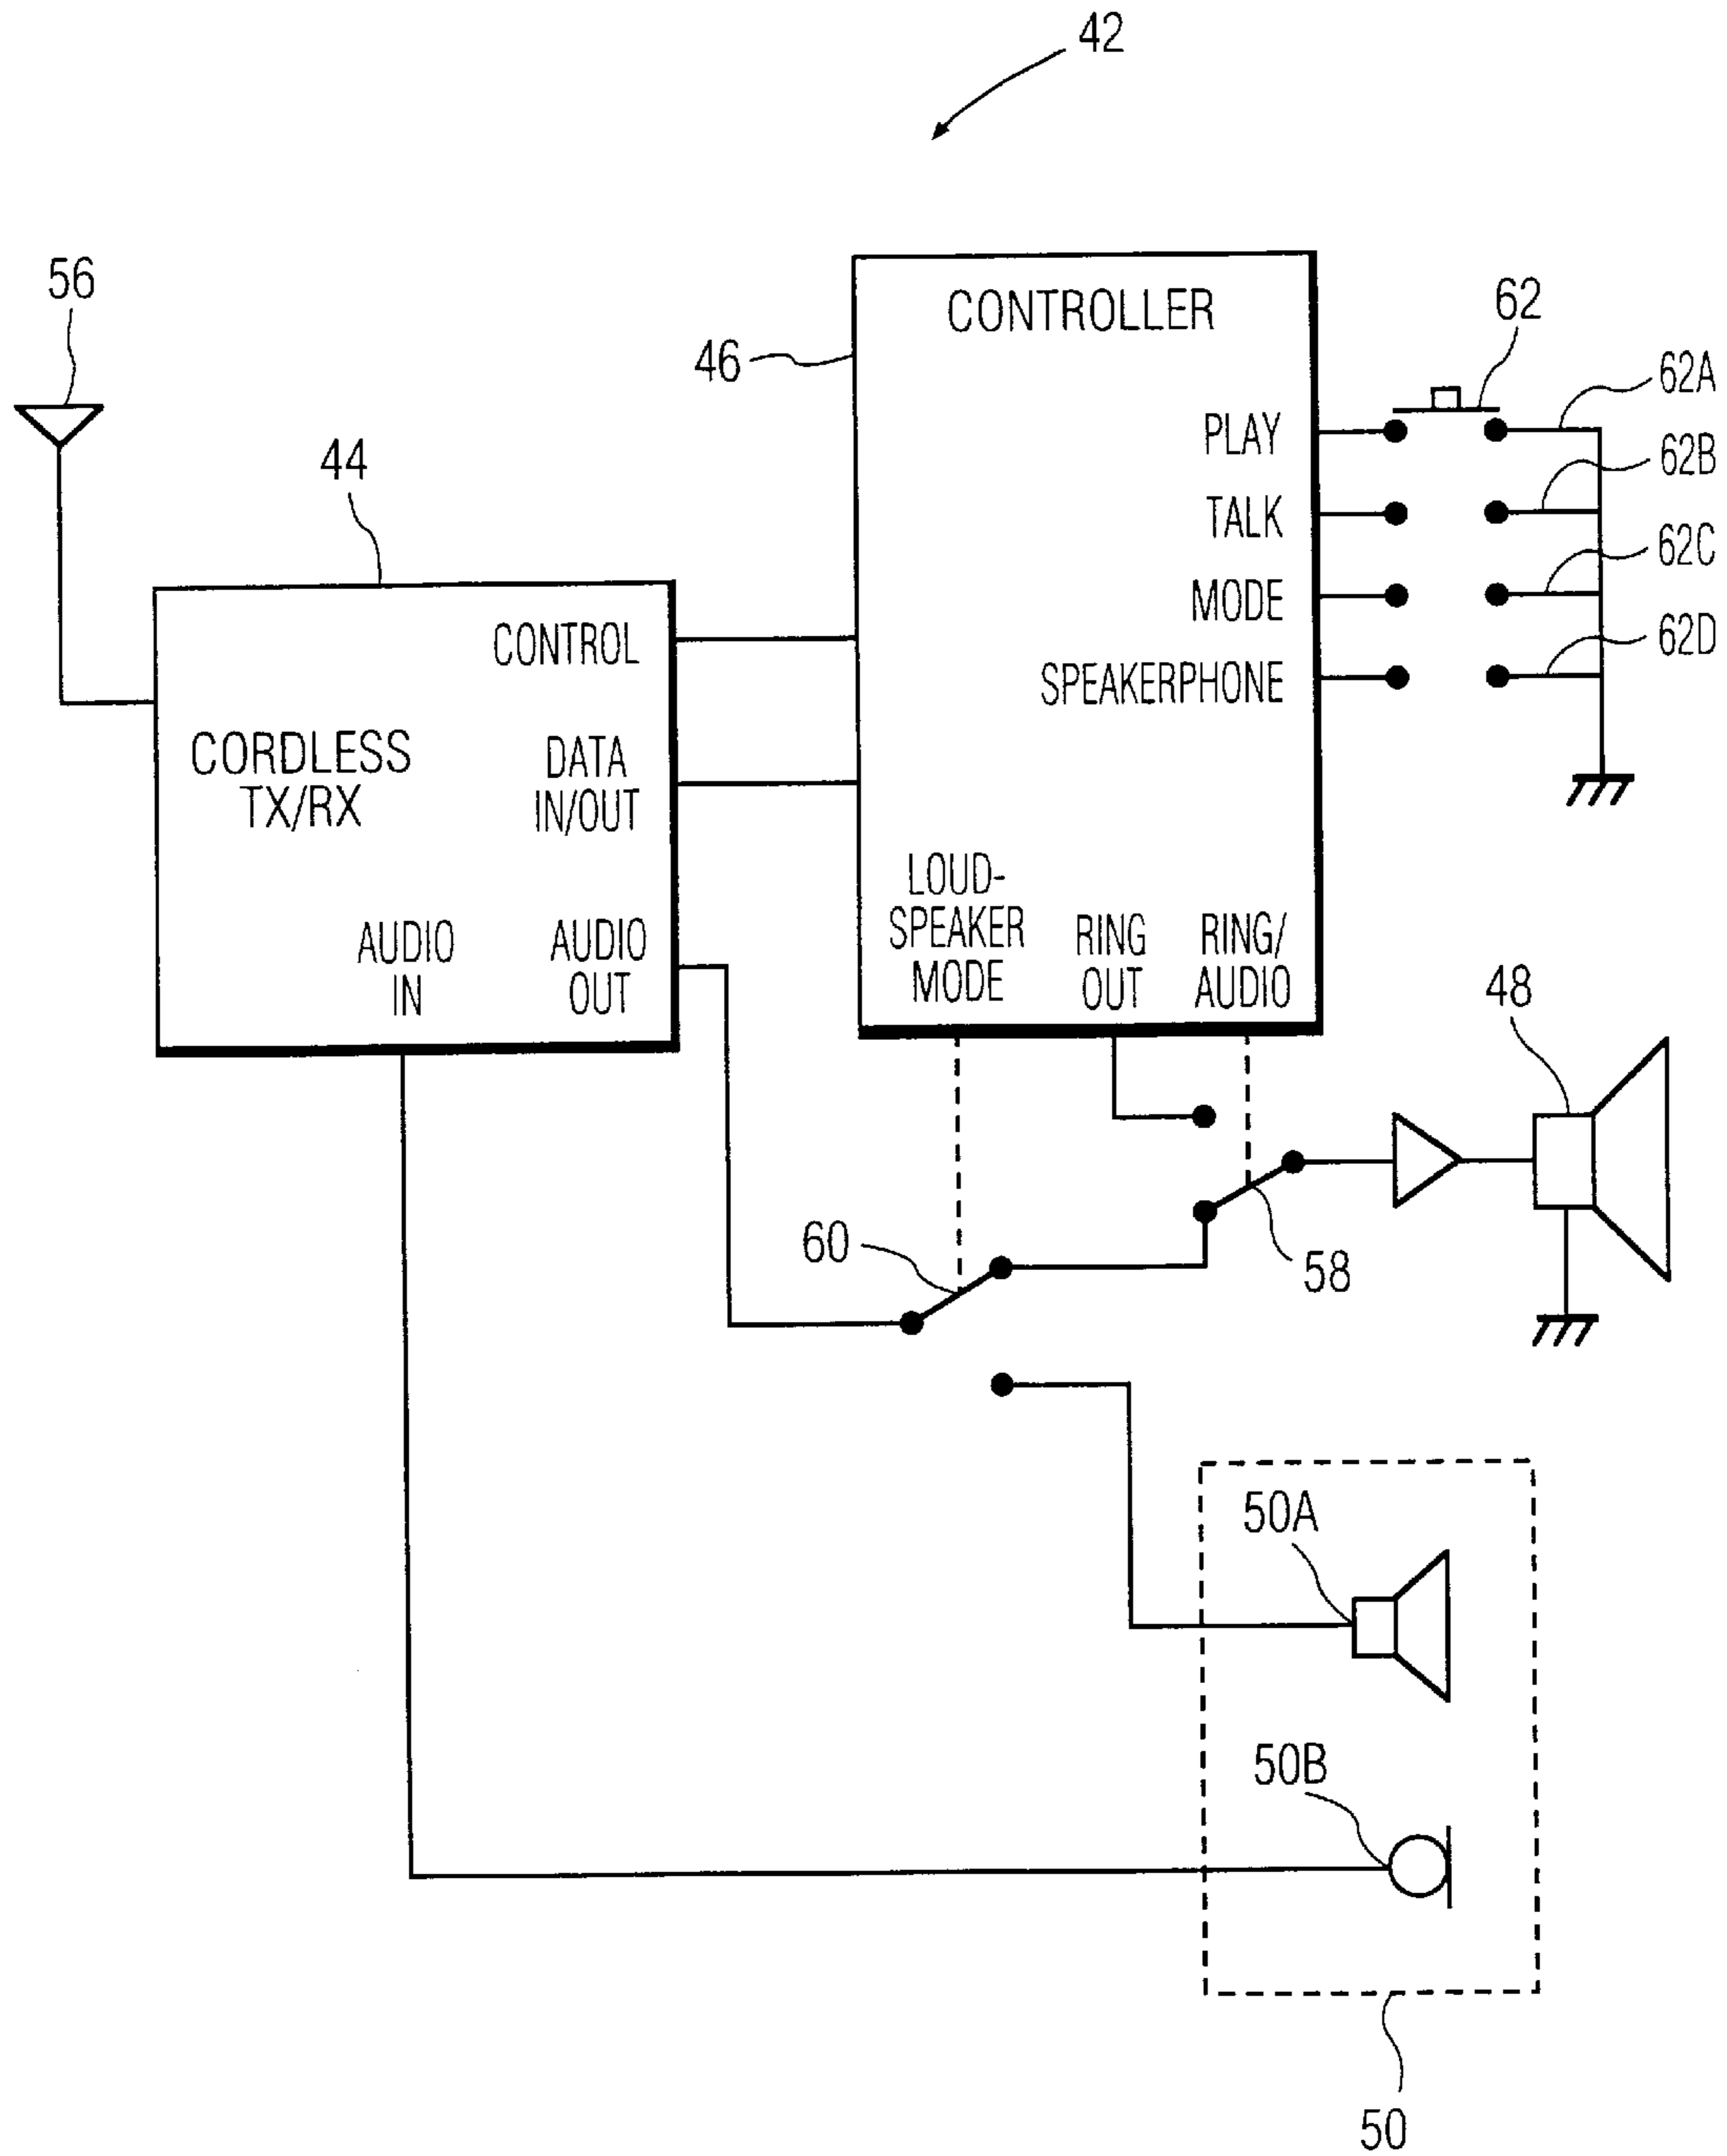 42
56
CONTROLLER
62
46
62A
PLAY
62B
44
TALK
62C
MODE
CONTROL
62D
SPEAKERPHONE
CORDLESS
TX/RX
DATA
IN/OUT
LOUD-
SPEAKER
MODE
RING
OUT
RING/
AUDIO
AUDIO
IN
AUDIO
OUT
48
60
58
50A
50B
50